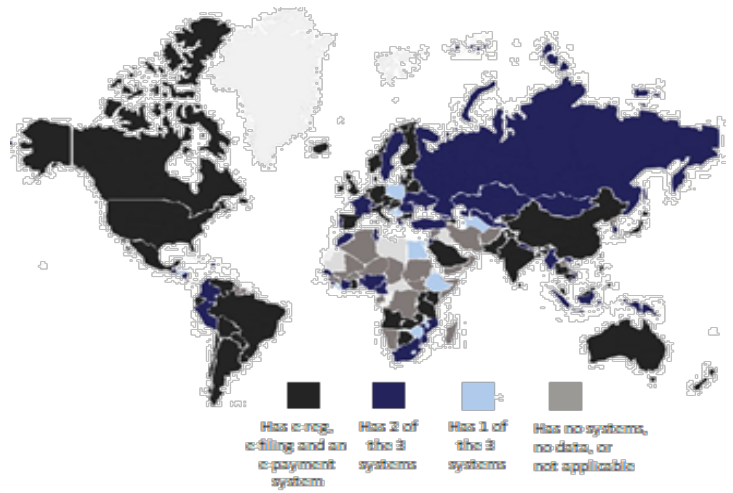 Has e-reg,
e-filing and an
e-payment
system
Has 2 of
the 3
systems
Has 1 of
the 3
systems
Has no systems,
no data, or
not applicable